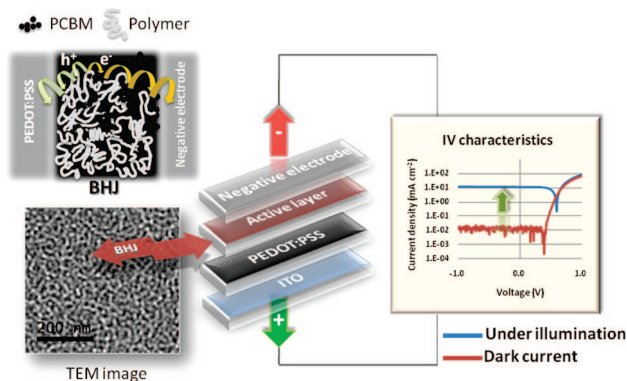 PCBM Polymer
h+ e-
PEDOT:PSS
Negative electrode
BHJ
BHJ
200 nm
TEM image
-
Negative electrode
Active layer
PEDOT:PSS
ITO
+
IV characteristics
Current density (mA cm-2)
1.E+02
1.E+01
1.E+00
1.E-01
1.E-02
1.E-03
1.E-04
-1.0 0.0 1.0
Voltage (V)
Under illumination
Dark current